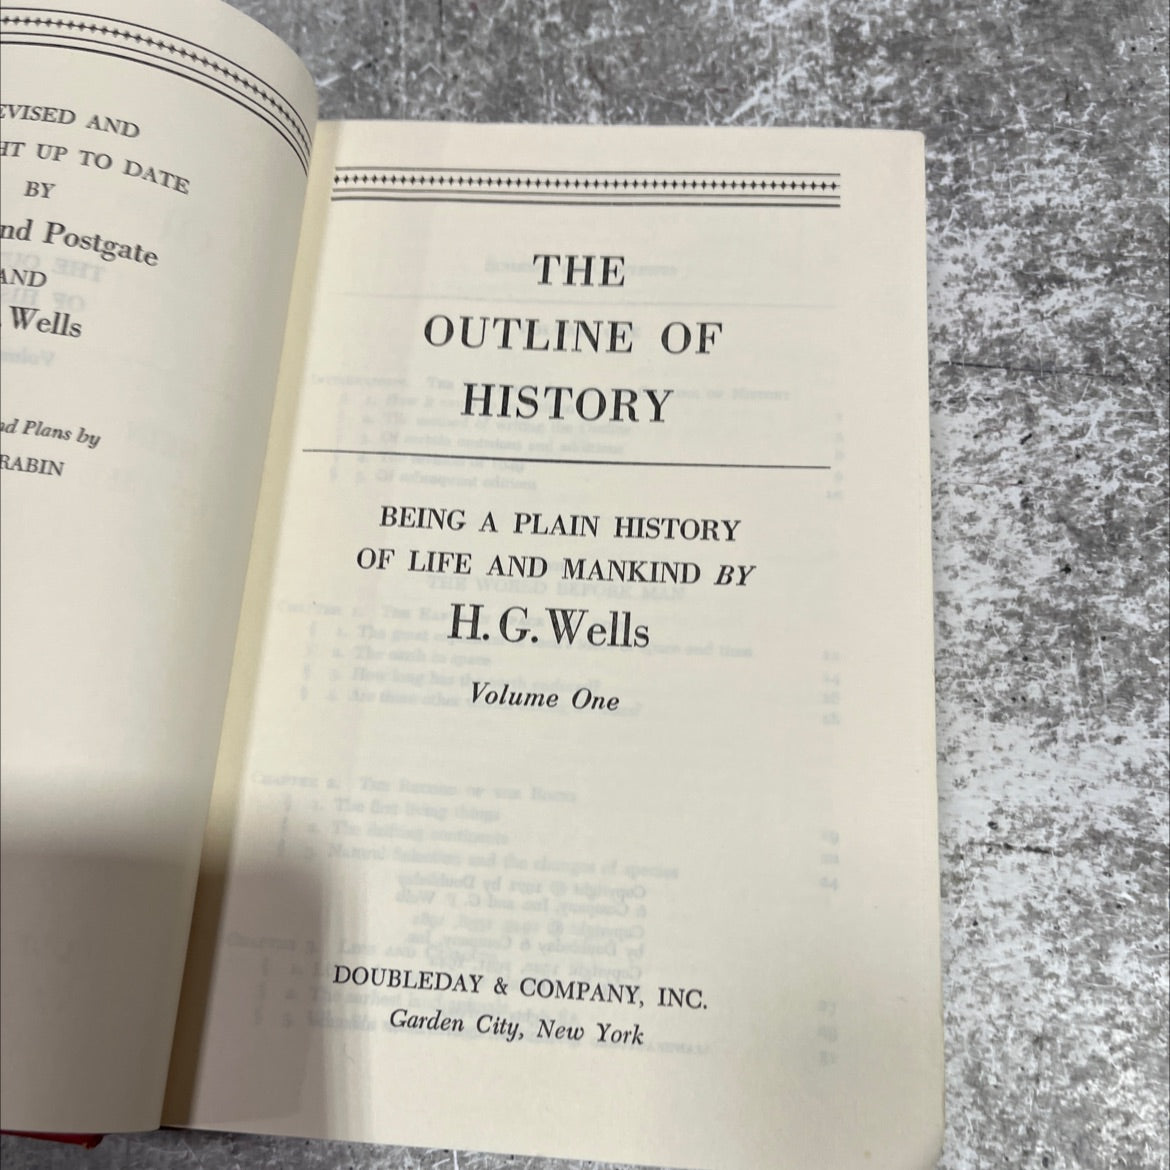 EVISED AND
HT UP TO DATE
BY
nd Postgate
AND
. Wells
nd Plans by
RABIN
THE
OUTLINE OF
HISTORY
BEING A PLAIN HISTORY
OF LIFE AND MANKIND BY
H. G. Wells
Volume One
DOUBLEDAY & COMPANY, INC.
Garden City, New York